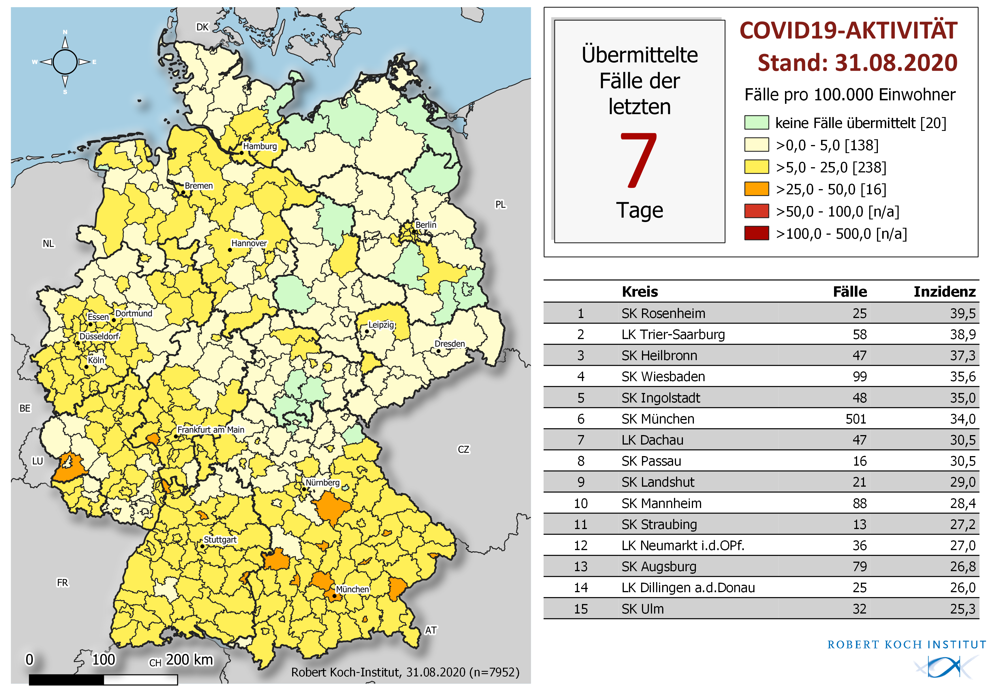 N
W
E
S
DK
PL
NL
BE
LU
FR
CZ
AT
CH
Hamburg
Bremen
Berlin
Hannover
Essen
Dortmund
Düsseldorf
Leipzig
Dresden
Köln
Frankfurt am Main
Nürnberg
Stuttgart
München
0 100 200 km
Robert Koch-Institut, 31.08.2020 (n=7952)
Übermittelte
Fälle der
letzten
7
Tage
COVID19-AKTIVITÄT
Stand: 31.08.2020
Fälle pro 100.000 Einwohner
keine Fälle übermittelt [20]
>0,0 - 5,0 [138]
>5,0 - 25,0 [238]
>25,0 - 50,0 [16]
>50,0 - 100,0 [n/a]
>100,0 - 500,0 [n/a]
Kreis Fälle Inzidenz
1 SK Rosenheim 25 39,5
2 LK Trier-Saarburg 58 38,9
3 SK Heilbronn 47 37,3
4 SK Wiesbaden 99 35,6
5 SK Ingolstadt 48 35,0
6 SK München 501 34,0
7 LK Dachau 47 30,5
8 SK Passau 16 30,5
9 SK Landshut 21 29,0
10 SK Mannheim 88 28,4
11 SK Straubing 13 27,2
12 LK Neumarkt i.d.OPf. 36 27,0
13 SK Augsburg 79 26,8
14 LK Dillingen a.d.Donau 25 26,0
15 SK Ulm 32 25,3
ROBERT KOCH INSTITUT